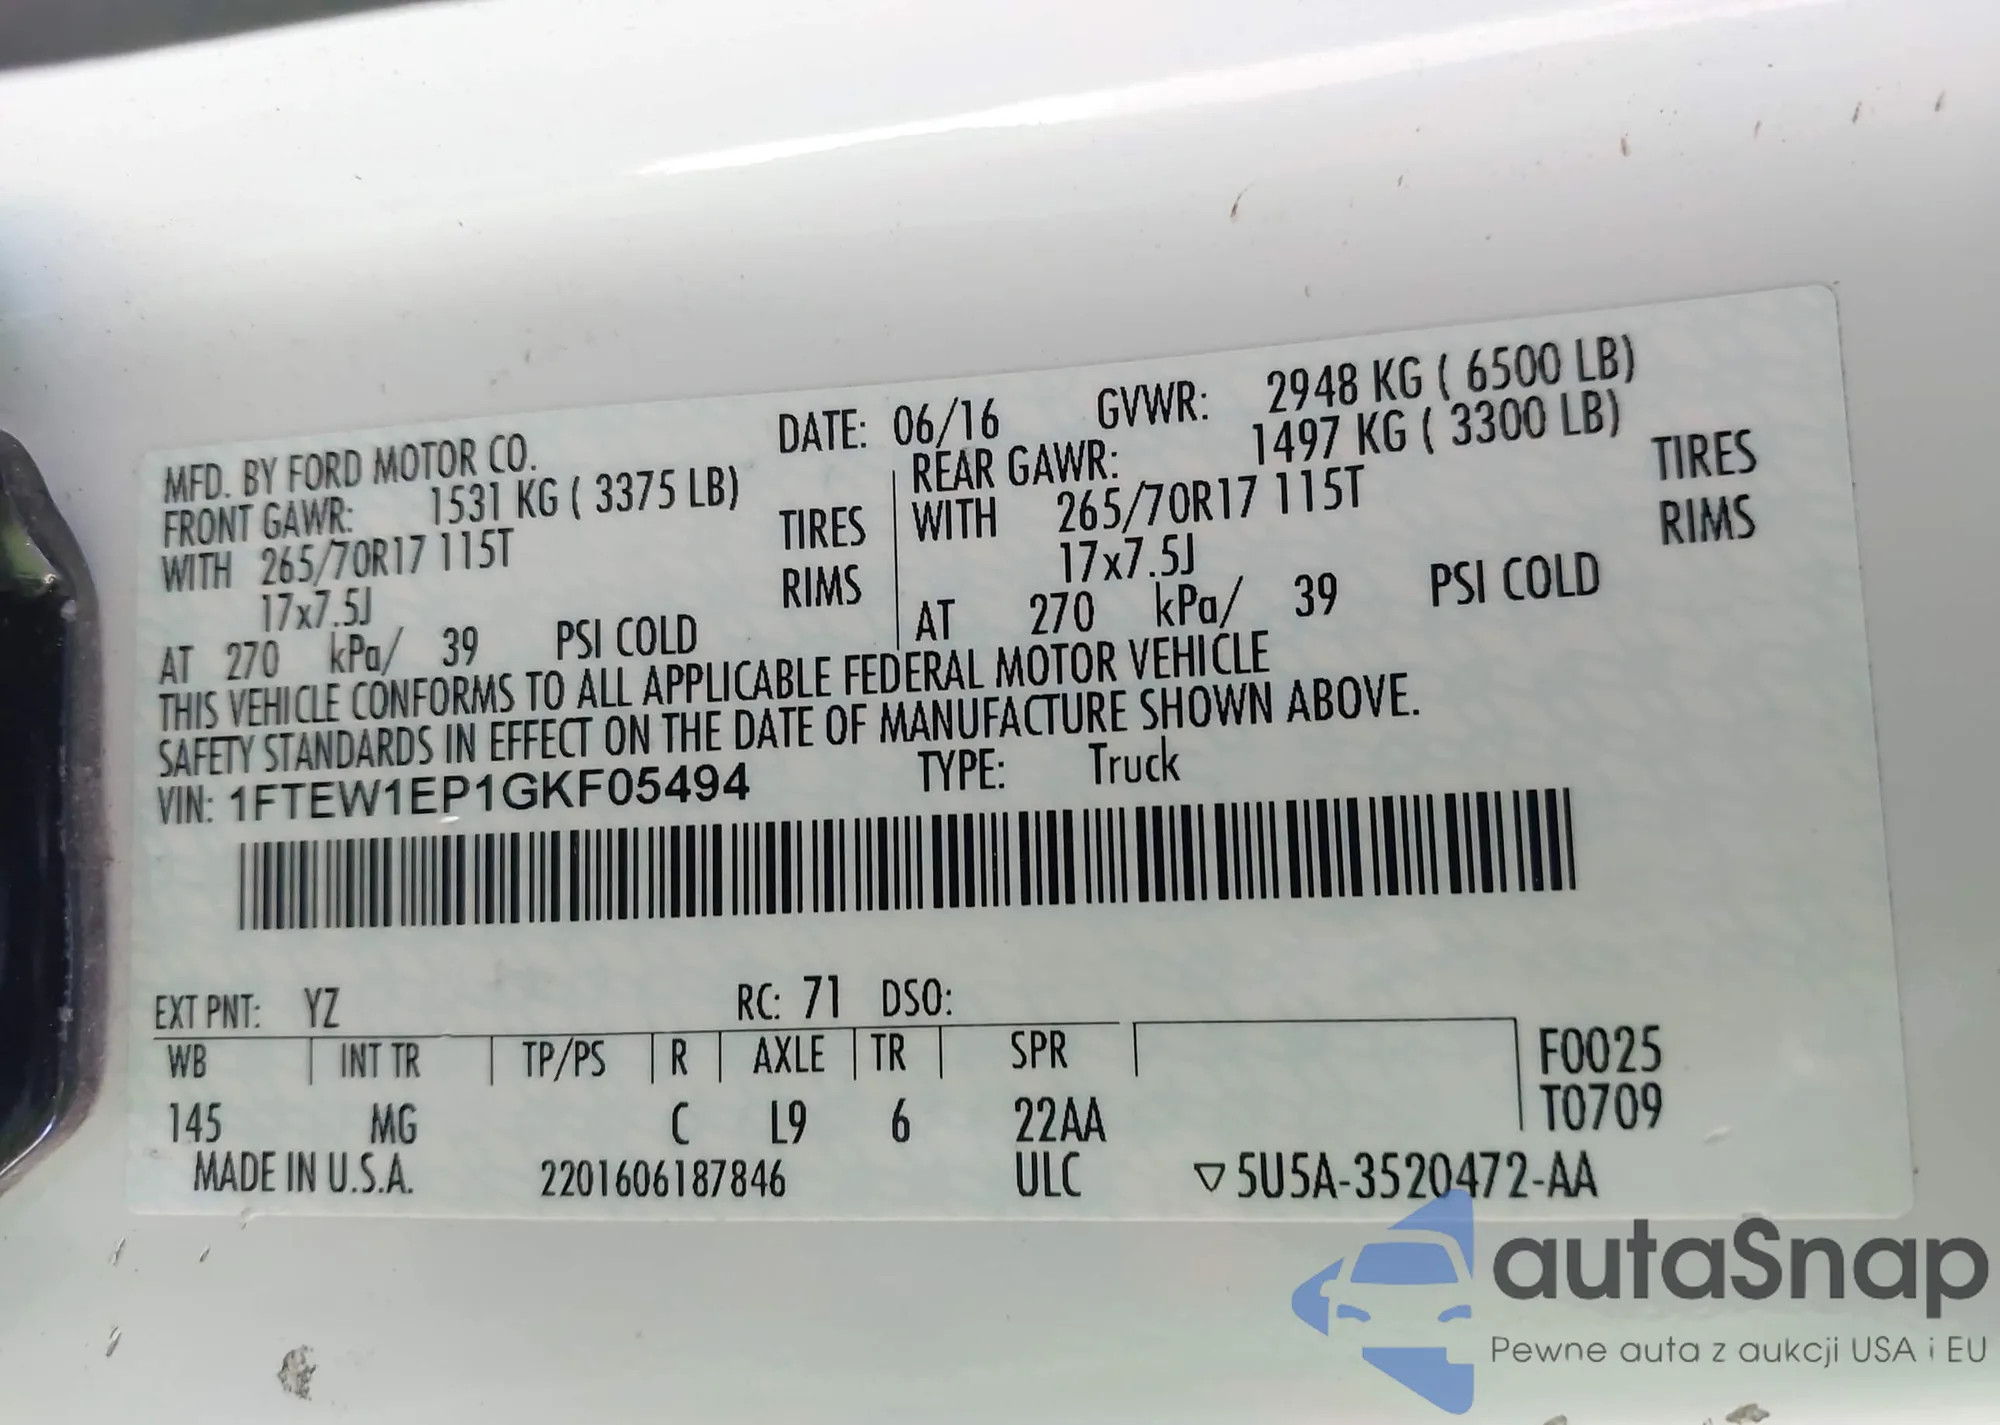 MFD. BY FORD MOTOR CO. DATE: 06/16 GVWR: 2948 KG ( 6500 LB)
FRONT GAWR: 1531 KG ( 3375 LB) REAR GAWR: 1497 KG ( 3300 LB)
WITH 265/70R17 115T TIRES WITH 265/70R17 115T TIRES
17x7.5J RIMS 17x7.5J RIMS
AT 270 kPa/ 39 PSI COLD AT 270 kPa/ 39 PSI COLD
THIS VEHICLE CONFORMS TO ALL APPLICABLE FEDERAL MOTOR VEHICLE
SAFETY STANDARDS IN EFFECT ON THE DATE OF MANUFACTURE SHOWN ABOVE.
VIN: 1FTEW1EP1GKF05494 TYPE: Truck
EXT PNT: YZ RC: 71 DSO:
WB INT TR TP/PS R AXLE TR SPR F0025
145 MG C L9 6 22AA T0709
MADE IN U.S.A. 2201606187846 ULC ▽5U5A-3520472-AA
autaSnap
Pewne auta z aukcji USA i EU